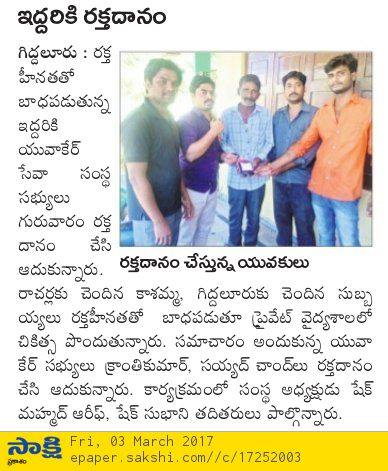 ఇద్దరికి రక్తదానం
గిద్దలూరు : రక్త
హీనతతో
బాధపడుతున్న
ఇద్దరికి
యువాకేర్
సేవా సంస్థ
సభ్యులు
గురువారం రక్త
దానం చేసి
ఆదుకున్నారు.
రక్తదానం చేస్తున్న యువకులు
రాచర్లకు చెందిన కాశమ్మ, గిద్దలూరుకు చెందిన సుబ్బ
య్యలు రక్తహీనతతో బాధపడుతూ ప్రైవేట్ వైద్యశాలలో
చికిత్స పొందుతున్నారు. సమాచారం అందుకున్న యువా
కేర్ సభ్యులు క్రాంతికుమార్, సయ్యద్ చాంద్‌లు రక్తదానం
చేసి ఆదుకున్నారు. కార్యక్రమంలో సంస్థ అధ్యక్షుడు షేక్
మహ్మద్ ఆరీఫ్, షేక్ సుభాని తదితరులు పాల్గొన్నారు.
సాక్షి Fri, 03 March 2017
ప్రకాశం epaper.sakshi.com//c/17252003